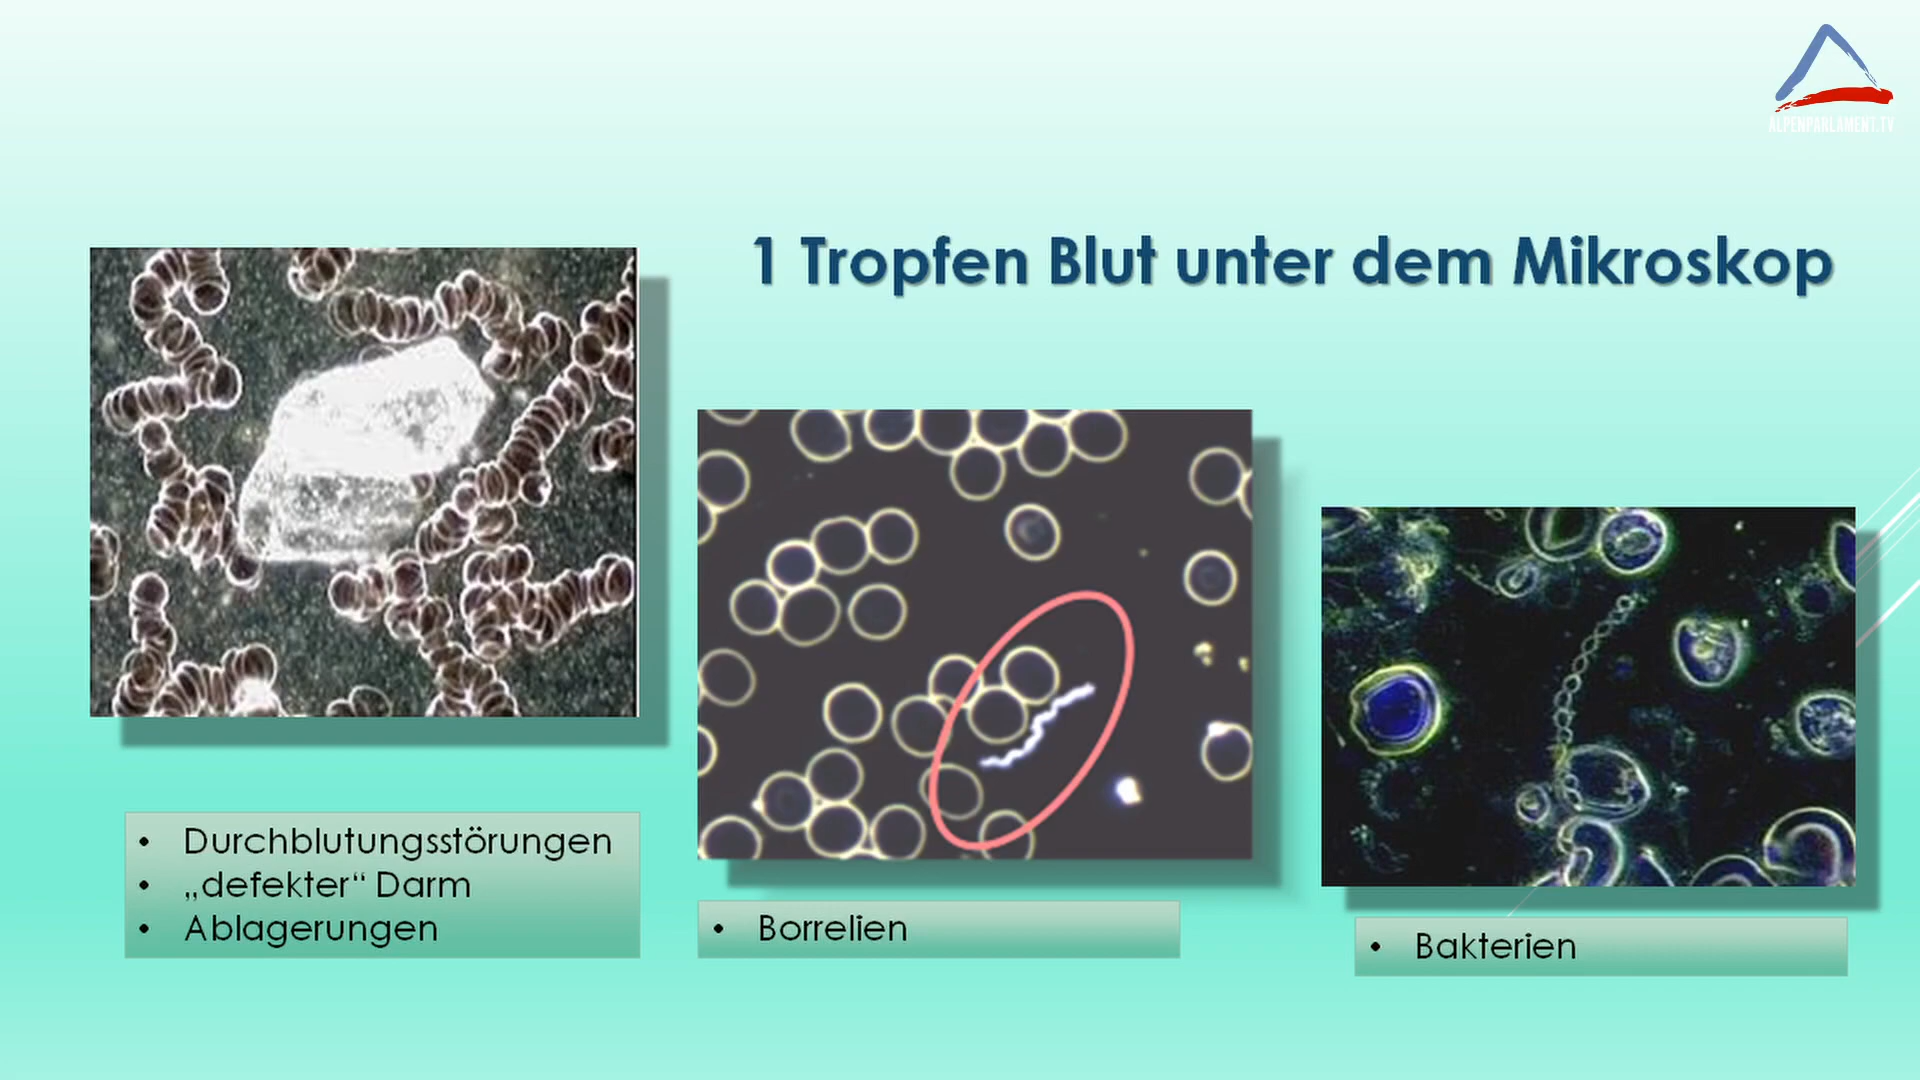 ALPENPARLAMENT.TV
1 Tropfen Blut unter dem Mikroskop
• Durchblutungsstörungen
• „defekter“ Darm
• Ablagerungen
• Borrelien
• Bakterien